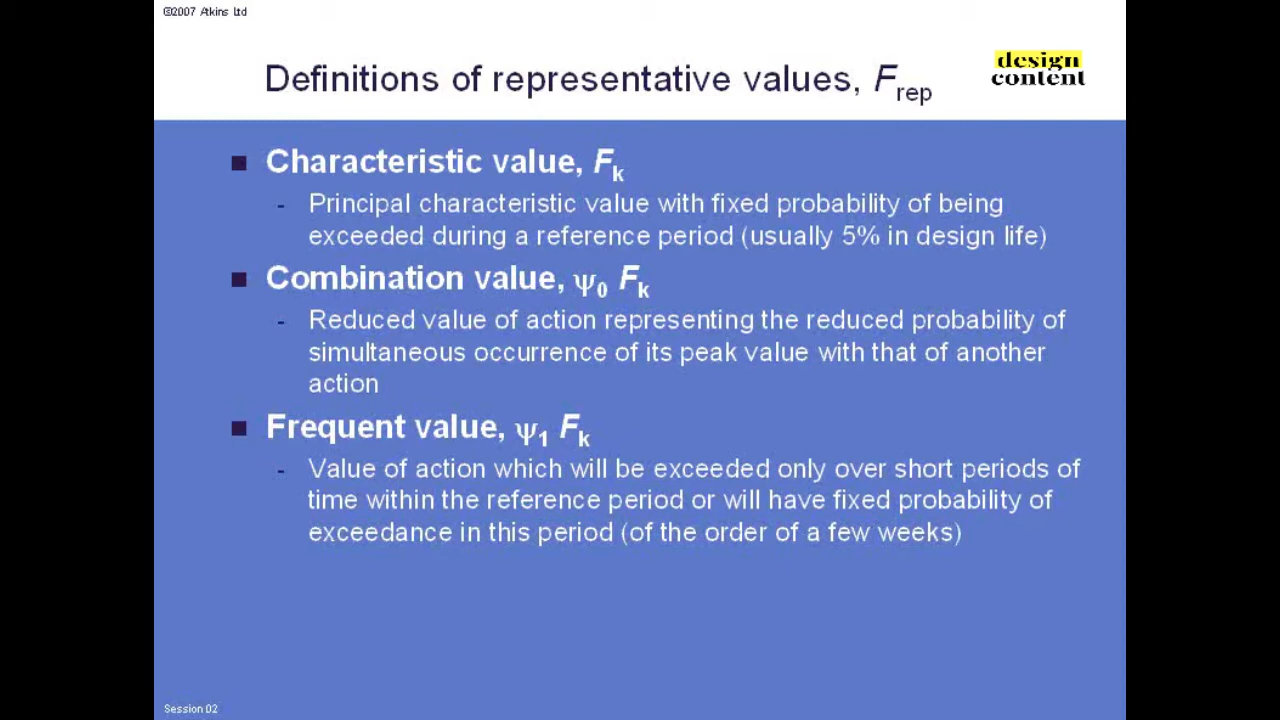 ©2007 Atkins Ltd
design
content
Definitions of representative values, Frep
■ Characteristic value, Fk
- Principal characteristic value with fixed probability of being
exceeded during a reference period (usually 5% in design life)
■ Combination value, ψ0 Fk
- Reduced value of action representing the reduced probability of
simultaneous occurrence of its peak value with that of another
action
■ Frequent value, ψ1 Fk
- Value of action which will be exceeded only over short periods of
time within the reference period or will have fixed probability of
exceedance in this period (of the order of a few weeks)
Session 02